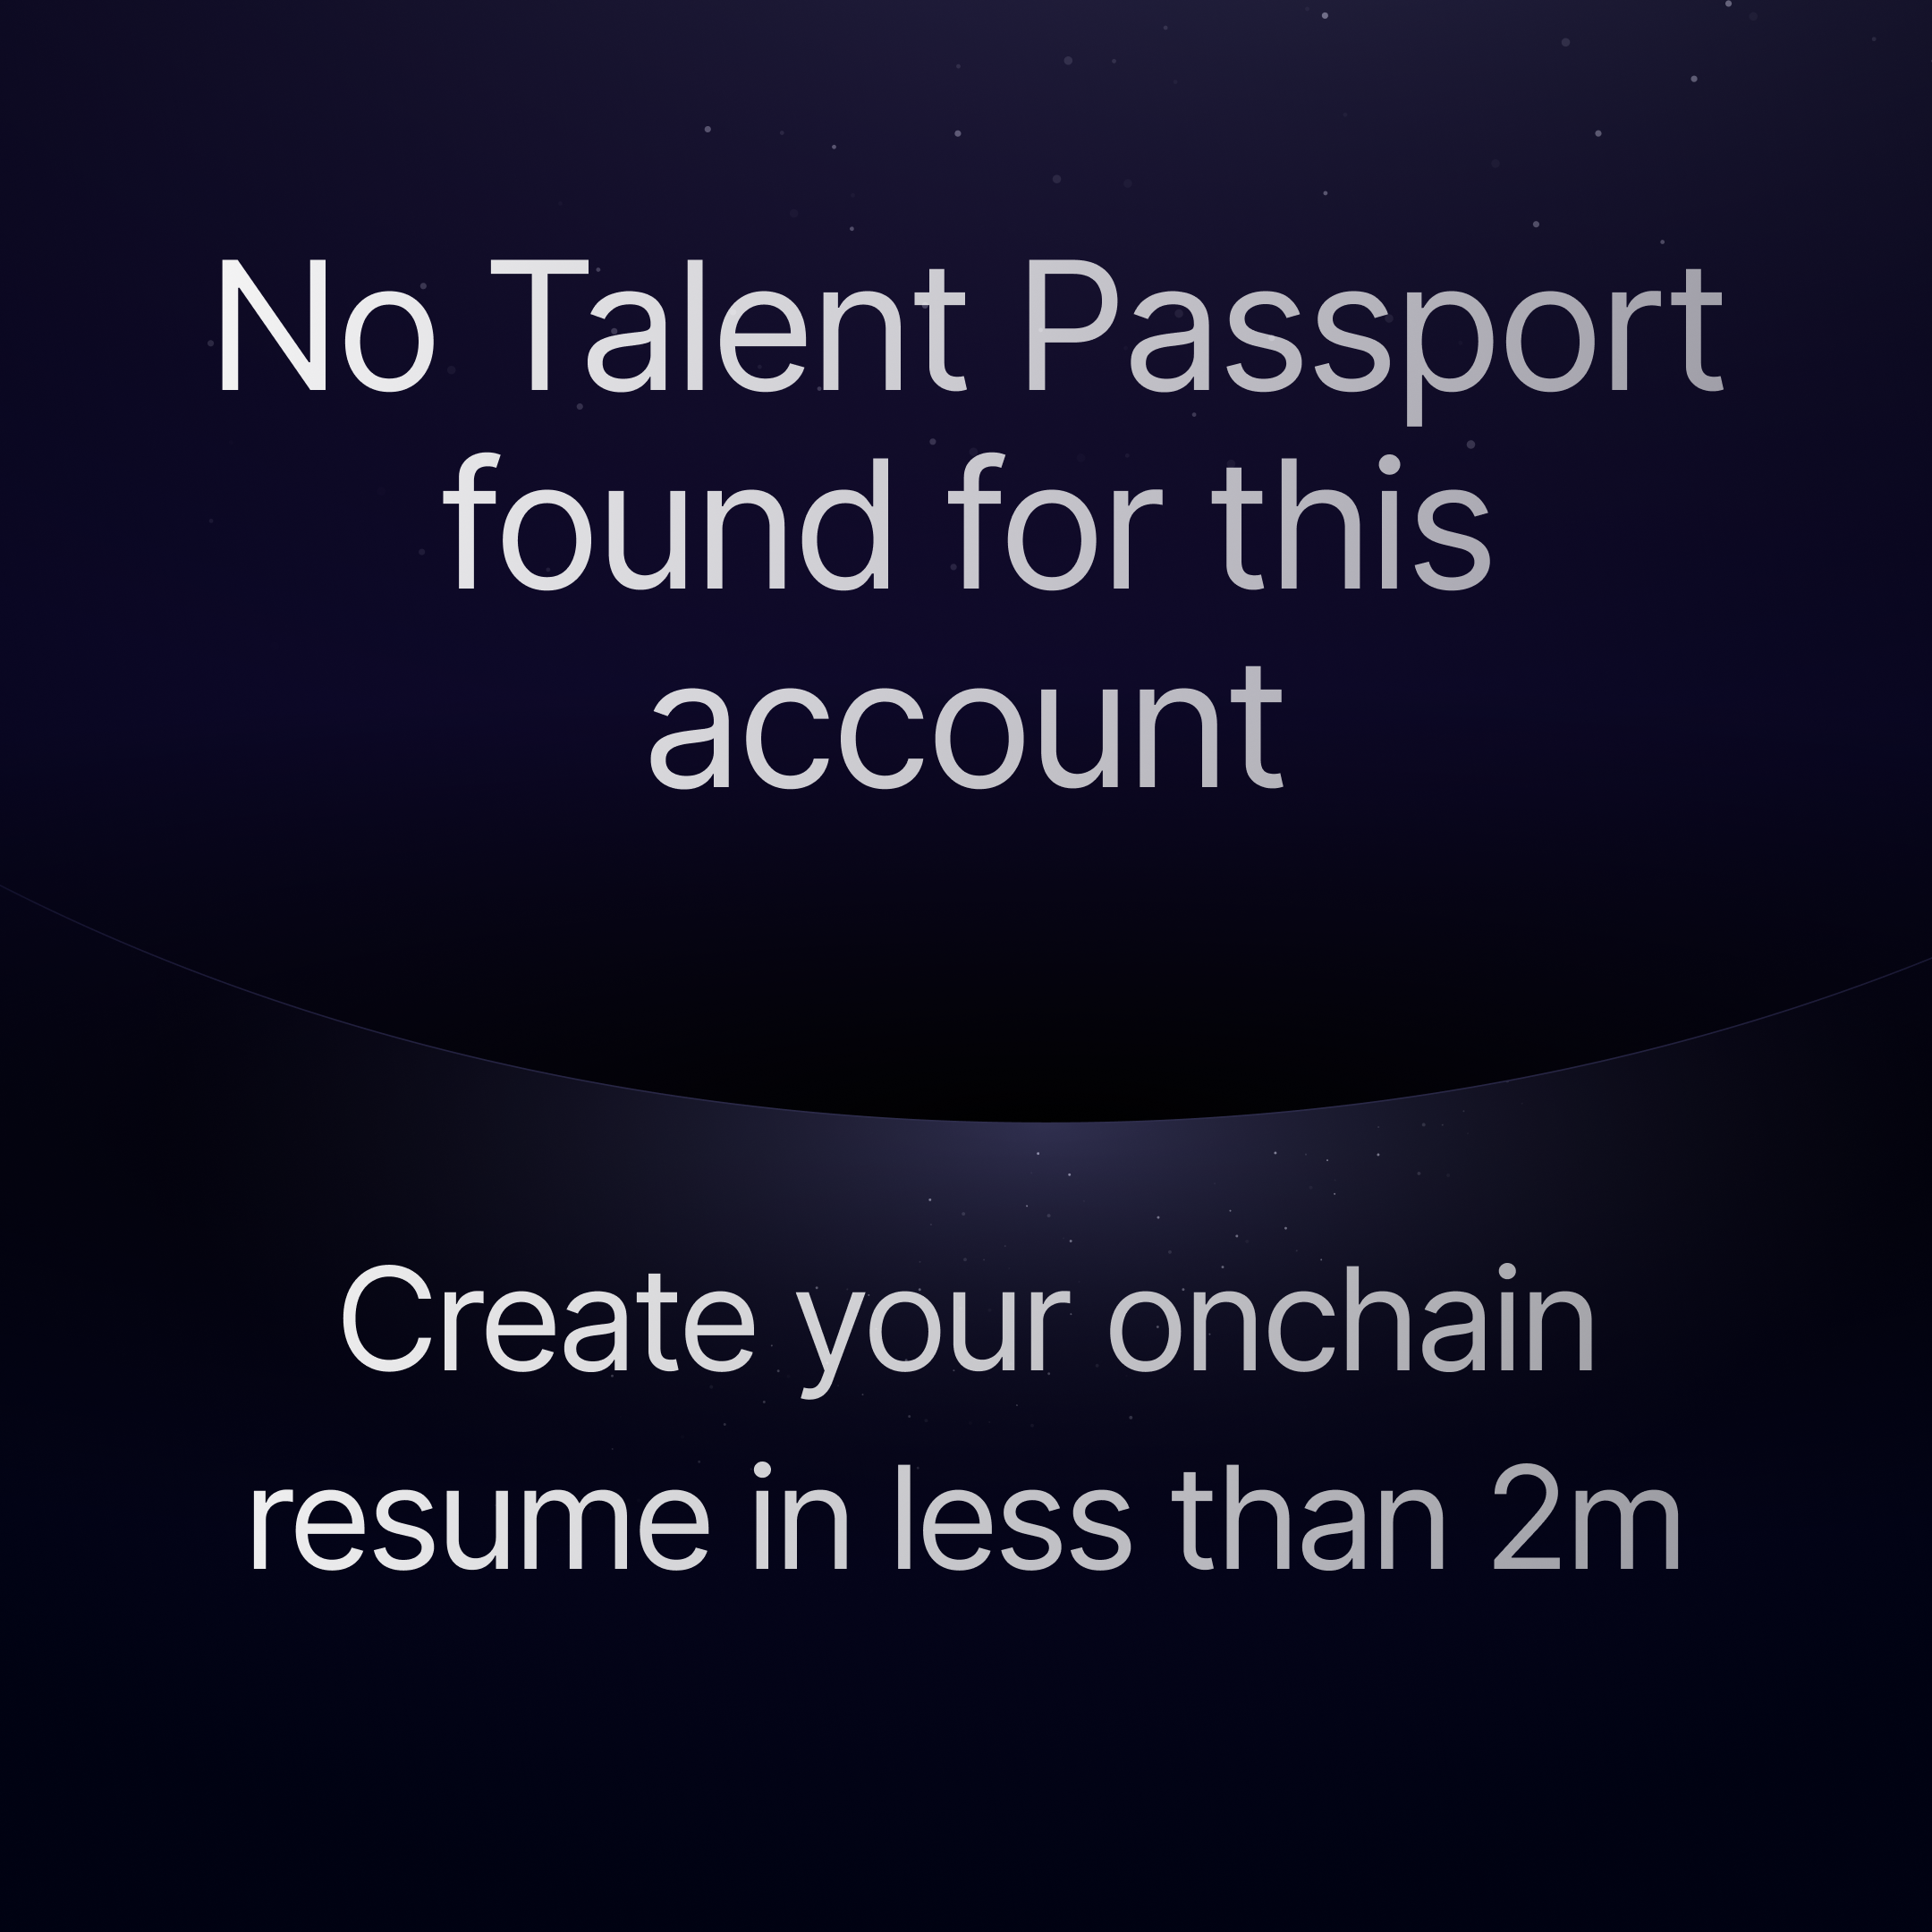 No Talent Passport
found for this
account
Create your onchain
resume in less than 2m